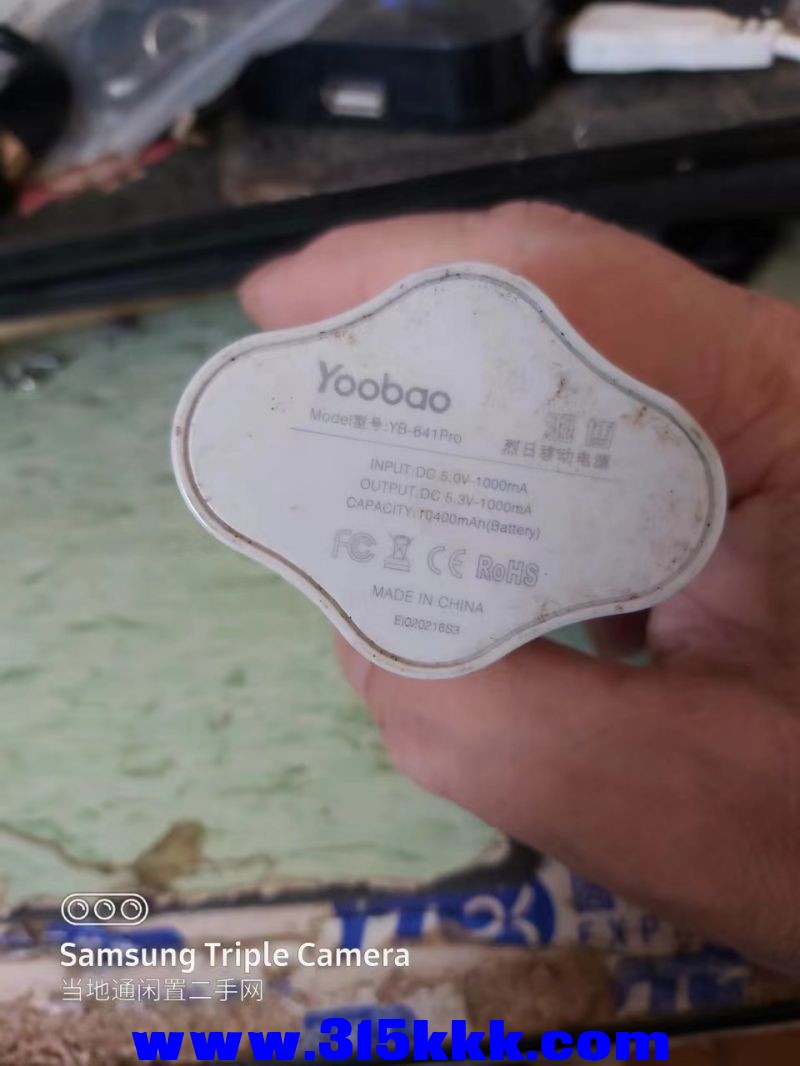 Yoobao
Model型号:YB-641Pro
烈日移动电源
INPUT:DC 5.0V-1000mA
OUTPUT:DC 5.3V-1000mA
CAPACITY:10400mAh(Battery)
FC CE RoHS
MADE IN CHINA
EI020216S3
Samsung Triple Camera
当地通闲置二手网
www.315kkk.com